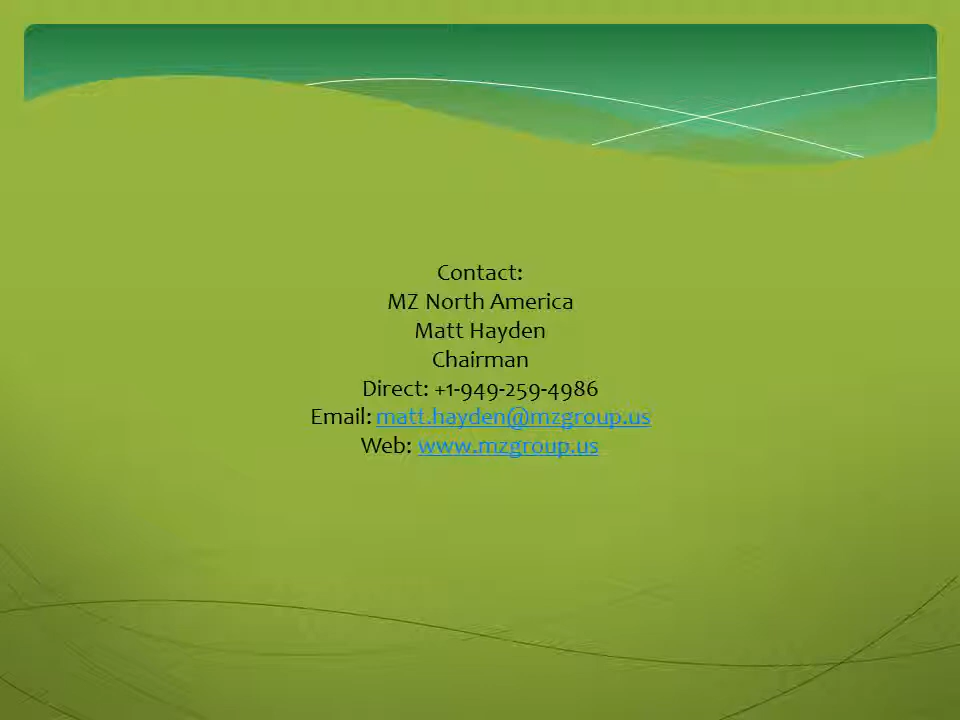 Contact:
MZ North America
Matt Hayden
Chairman
Direct: +1-949-259-4986
Email: matt.hayden@mzgroup.us
Web: www.mzgroup.us